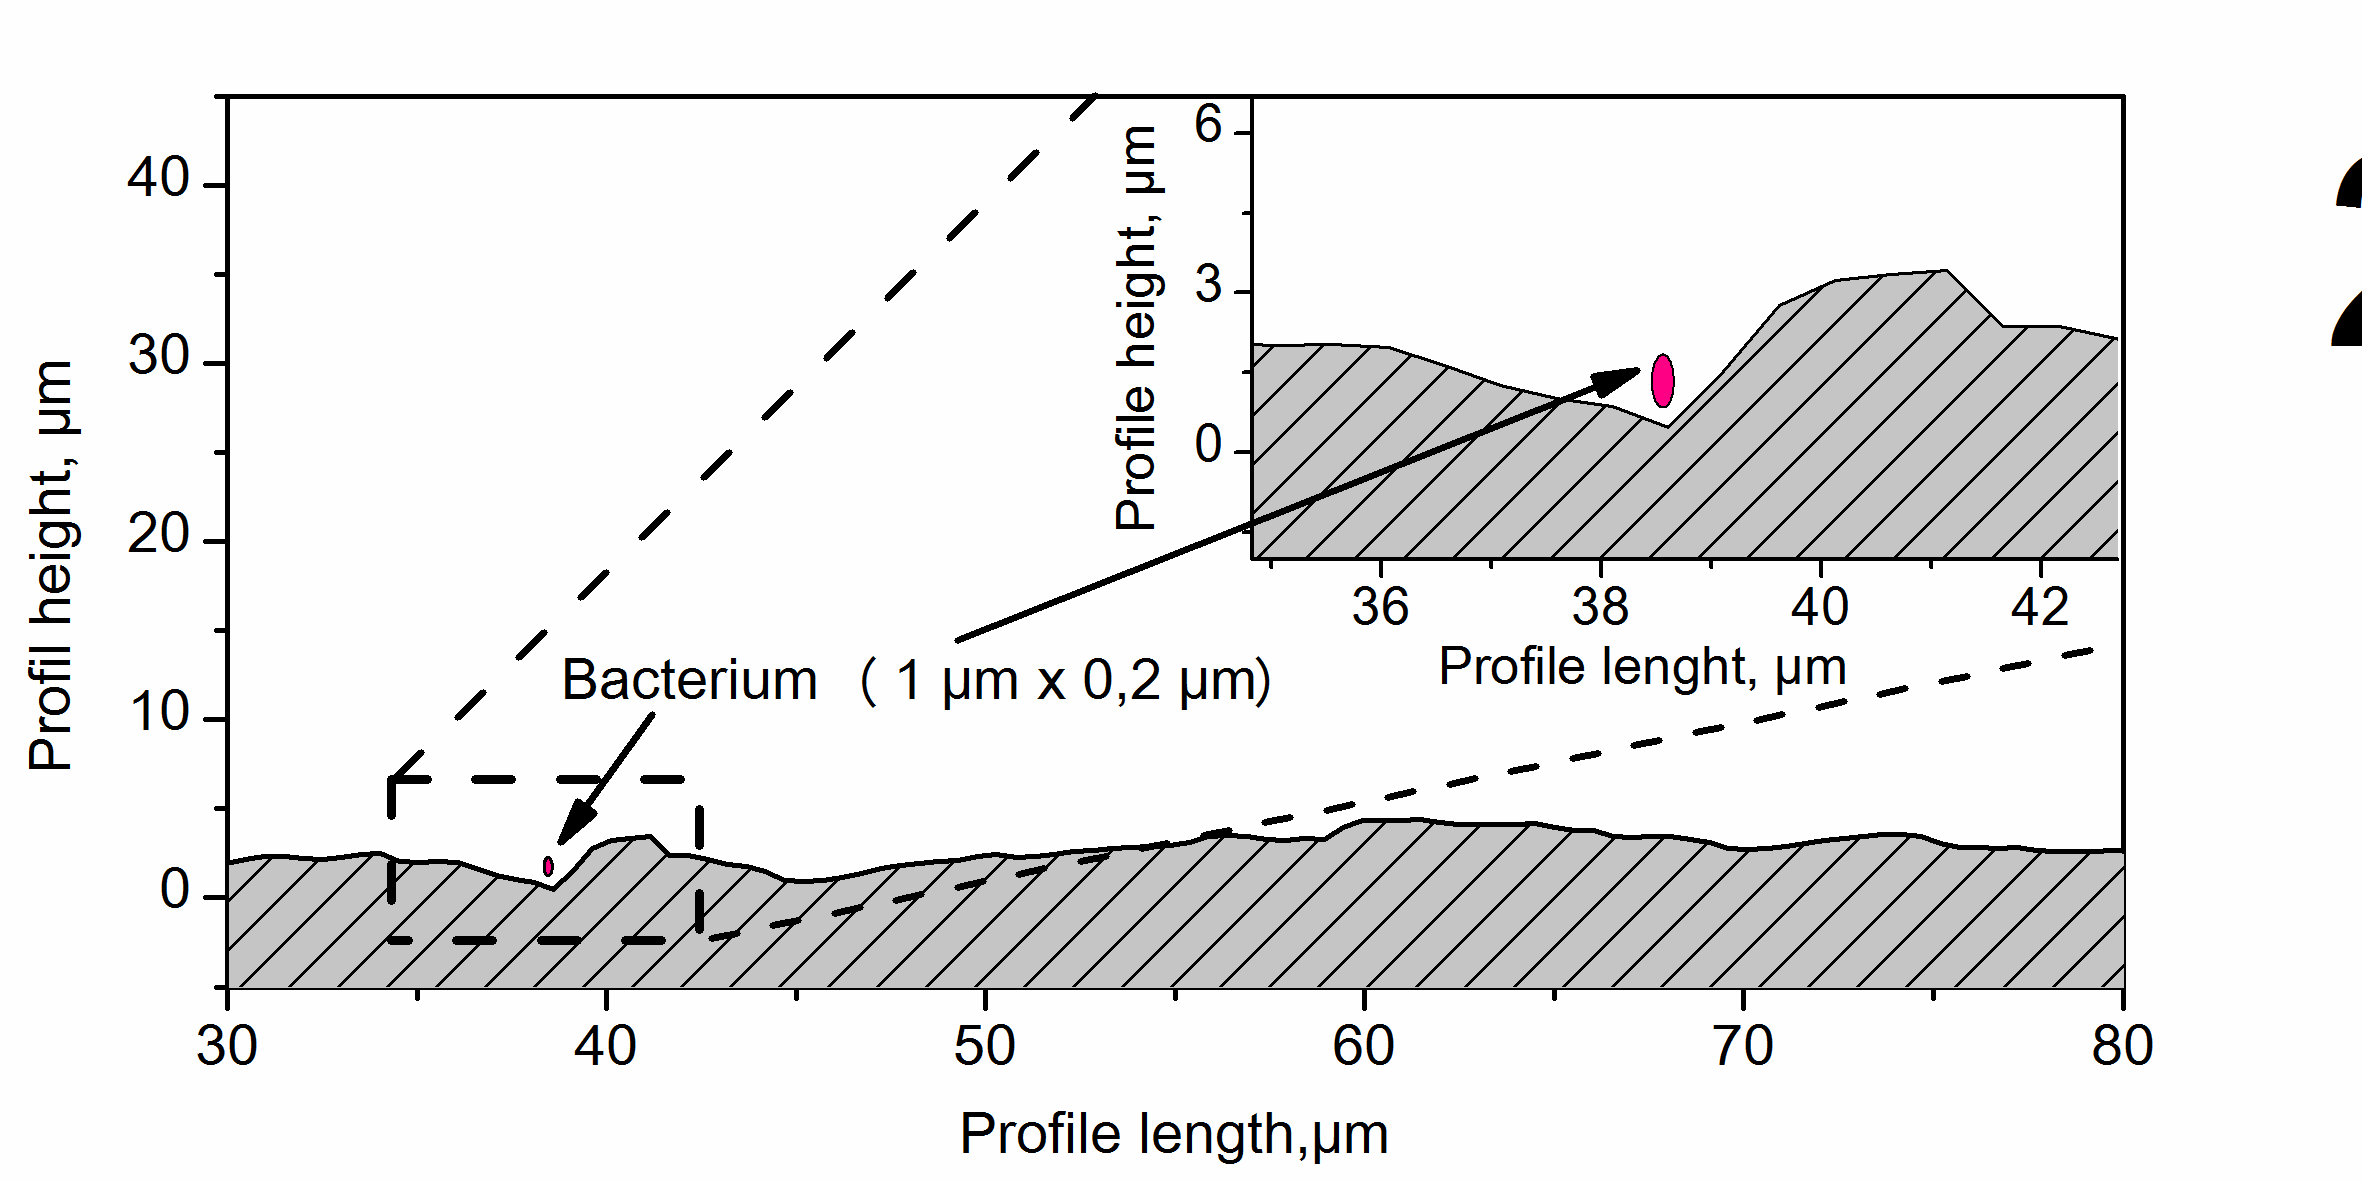 Profil height, µm
40
30
20
10
0
30 40 50 60 70 80
Profile length,µm
Bacterium ( 1 µm x 0,2 µm)
Profile height, µm
6
3
0
36 38 40 42
Profile lenght, µm